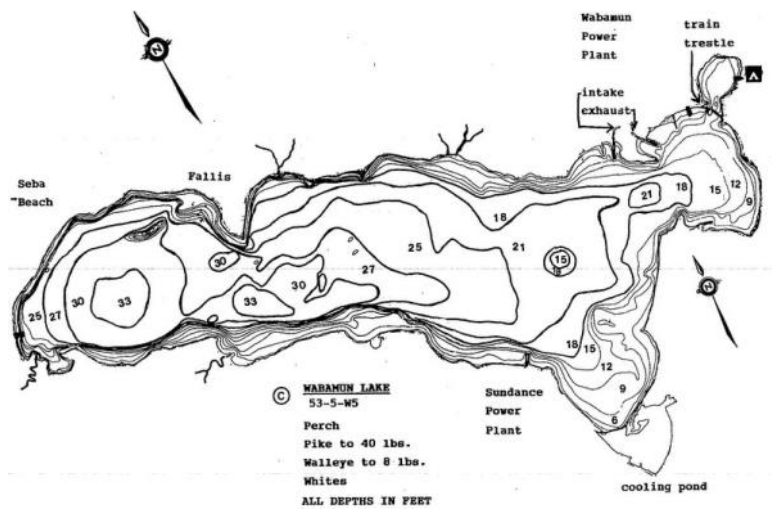 Wabamun
Power
Plant
train
trestle
intake
exhaust
N
Seba
Beach
Fallis
18
21
18
15
12
9
25
21
15
18
30
27
30
33
25
27
30
33
N
18
15
12
9
6
C WABAMUN LAKE
53-5-W5
Perch
Pike to 40 lbs.
Walleye to 8 lbs.
Whites
ALL DEPTHS IN FEET
Sundance
Power
Plant
cooling pond